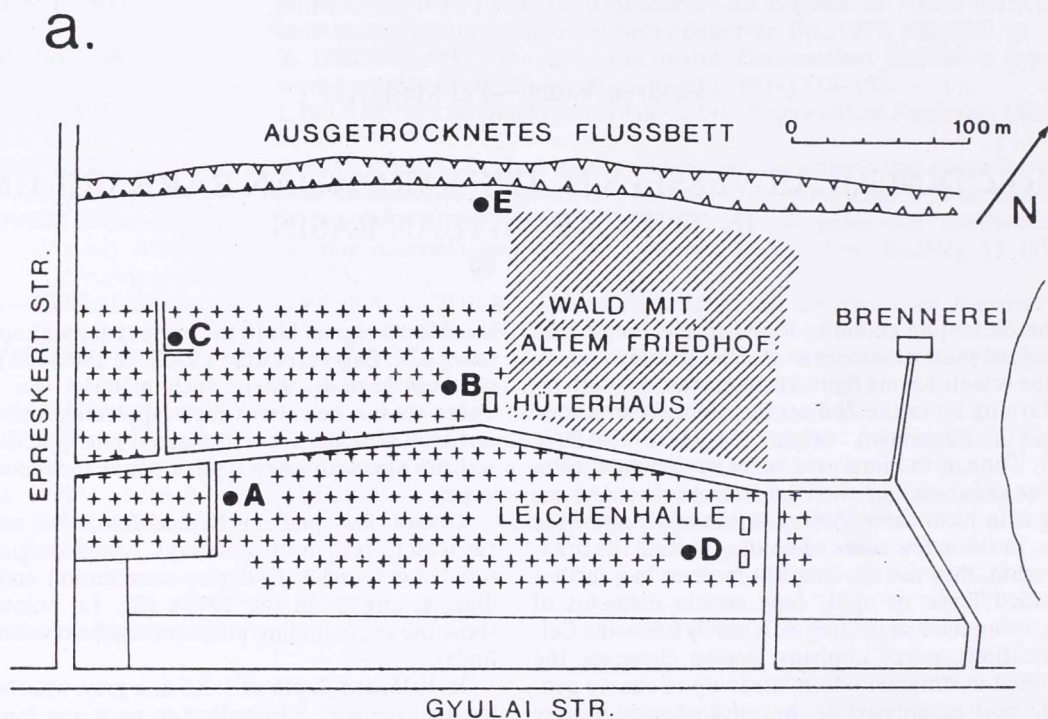 a.
AUSGETROCKNETES FLUSSBETT
0 100 m
N
E
EPRESKERT STR.
WALD MIT
ALTEM FRIEDHOF
BRENNEREI
C
B
HÜTERHAUS
A
LEICHENHALLE
D
GYULAI STR.